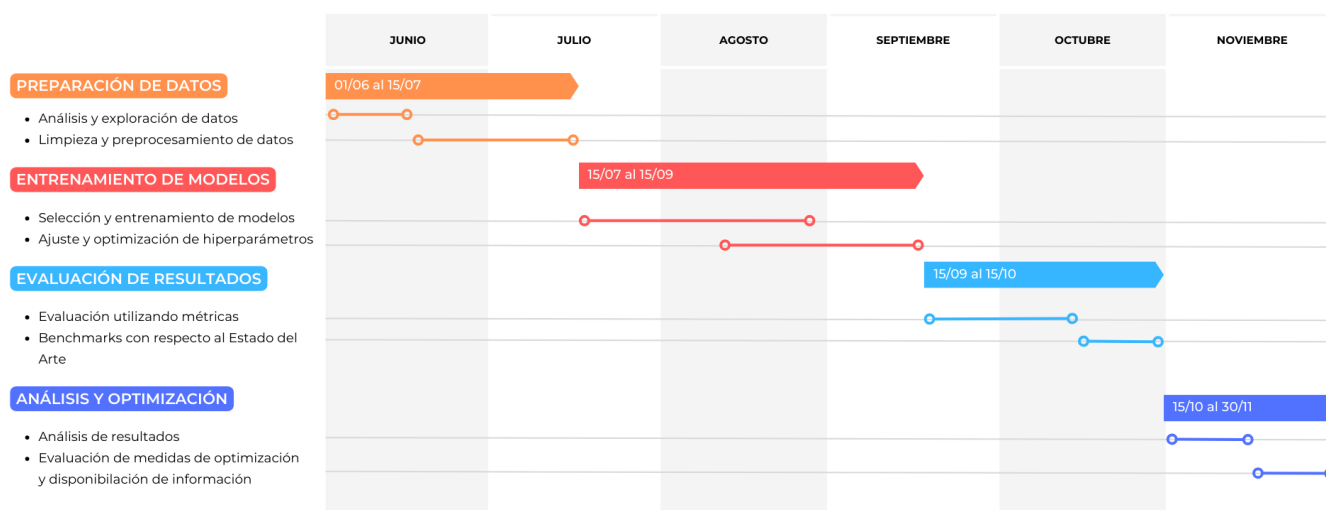 JUNIO JULIO AGOSTO SEPTIEMBRE OCTUBRE NOVIEMBRE
PREPARACIÓN DE DATOS
01/06 al 15/07
• Análisis y exploración de datos
• Limpieza y preprocesamiento de datos
ENTRENAMIENTO DE MODELOS
15/07 al 15/09
• Selección y entrenamiento de modelos
• Ajuste y optimización de hiperparámetros
EVALUACIÓN DE RESULTADOS
15/09 al 15/10
• Evaluación utilizando métricas
• Benchmarks con respecto al Estado del
Arte
ANÁLISIS Y OPTIMIZACIÓN
15/10 al 30/11
• Análisis de resultados
• Evaluación de medidas de optimización
y disponibilación de información